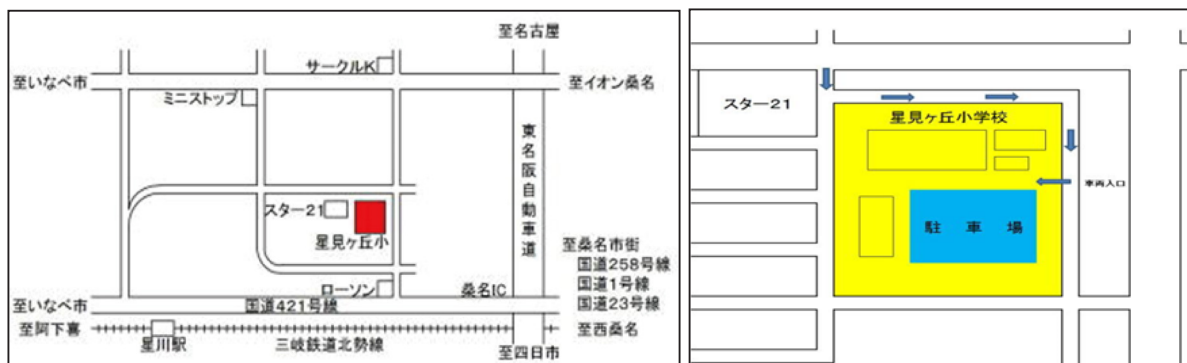 至名古屋
サークルK
至いなべ市
至イオン桑名
ミニストップ
東名阪自動車道
スター21
星見ヶ丘小
至桑名市街
国道258号線
国道1号線
国道23号線
ローソン
桑名IC
至いなべ市
国道421号線
至阿下喜
至西桑名
星川駅
三岐鉄道北勢線
至四日市
スター21
星見ヶ丘小学校
車両入口
駐車場